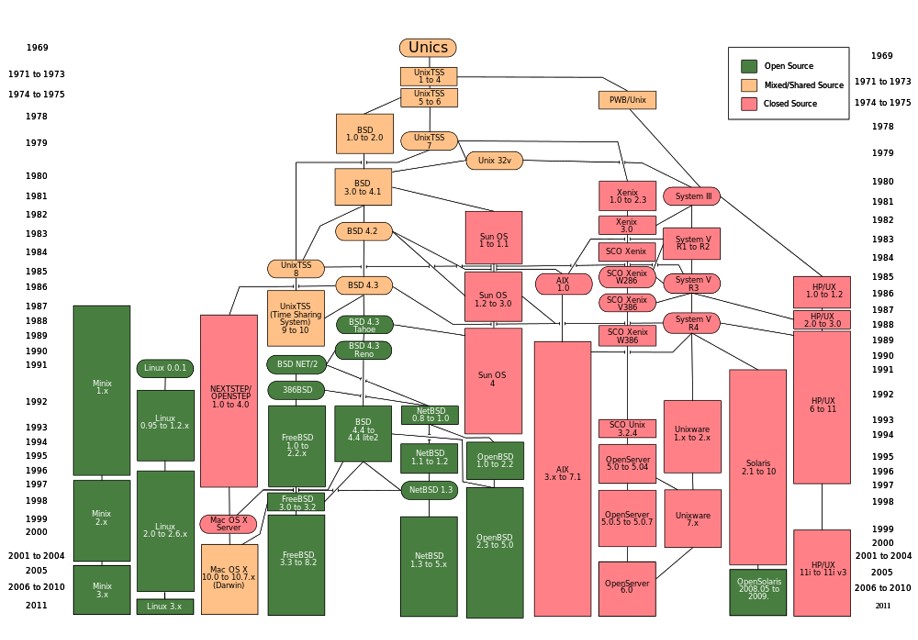 1969
1971 to 1973
1974 to 1975
1978
1979
1980
1981
1982
1983
1984
1985
1986
1987
1988
1989
1990
1991
1992
1993
1994
1995
1996
1997
1998
1999
2000
2001 to 2004
2005
2006 to 2010
2011
Unics
UnixTSS
1 to 4
UnixTSS
5 to 6
PWB/Unix
BSD
1.0 to 2.0
UnixTSS
7
Unix 32v
BSD
3.0 to 4.1
Xenix
1.0 to 2.3
System III
Xenix
3.0
Sun OS
1 to 1.1
BSD 4.2
System V
R1 to R2
SCO Xenix
UnixTSS
8
SCO Xenix
W286
AIX
1.0
System V
R3
BSD 4.3
HP/UX
1.0 to 1.2
Sun OS
1.2 to 3.0
SCO Xenix
V386
UnixTSS
(Time Sharing
System)
9 to 10
HP/UX
2.0 to 3.0
System V
R4
BSD 4.3
Tahoe
SCO Xenix
W386
BSD 4.3
Reno
Minix
1.x
Linux 0.0.1
NEXTSTEP/
OPENSTEP
1.0 to 4.0
BSD NET/2
386BSD
Sun OS
4
HP/UX
6 to 11
NetBSD
0.8 to 1.0
Linux
0.95 to 1.2.x
FreeBSD
1.0 to
2.2.x
BSD
4.4 to
4.4 lite2
SCO Unix
3.2.4
Unixware
1.x to 2.x
NetBSD
1.1 to 1.2
OpenBSD
1.0 to 2.2
OpenServer
5.0 to 5.04
Solaris
2.1 to 10
AIX
3.x to 7.1
NetBSD 1.3
FreeBSD
3.0 to 3.2
Minix
2.x
Linux
2.0 to 2.6.x
Mac OS X
Server
OpenServer
5.0.5 to 5.0.7
Unixware
7.x
OpenBSD
2.3 to 5.0
FreeBSD
3.3 to 8.2
NetBSD
1.3 to 5.x
Mac OS X
10.0 to 10.7.x
(Darwin)
HP/UX
11i to 11i v3
Minix
3.x
OpenServer
6.0
OpenSolaris
2008.05 to
2009.
Linux 3.x
Open Source
Mixed/Shared Source
Closed Source
1969
1971 to 1973
1974 to 1975
1978
1979
1980
1981
1982
1983
1984
1985
1986
1987
1988
1989
1990
1991
1992
1993
1994
1995
1996
1997
1998
1999
2000
2001 to 2004
2005
2006 to 2010
2011